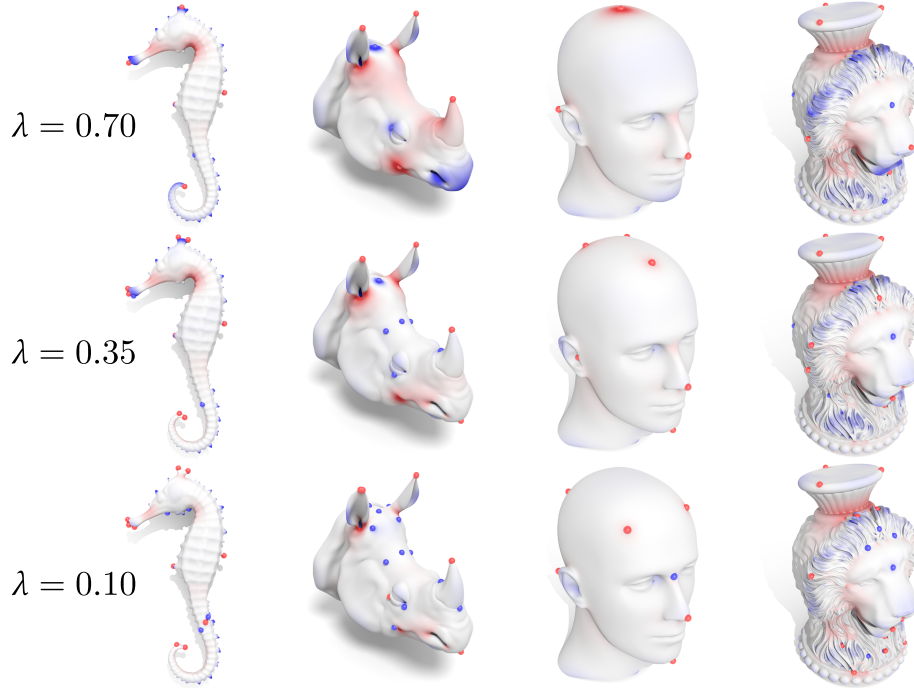 λ = 0.70
λ = 0.35
λ = 0.10